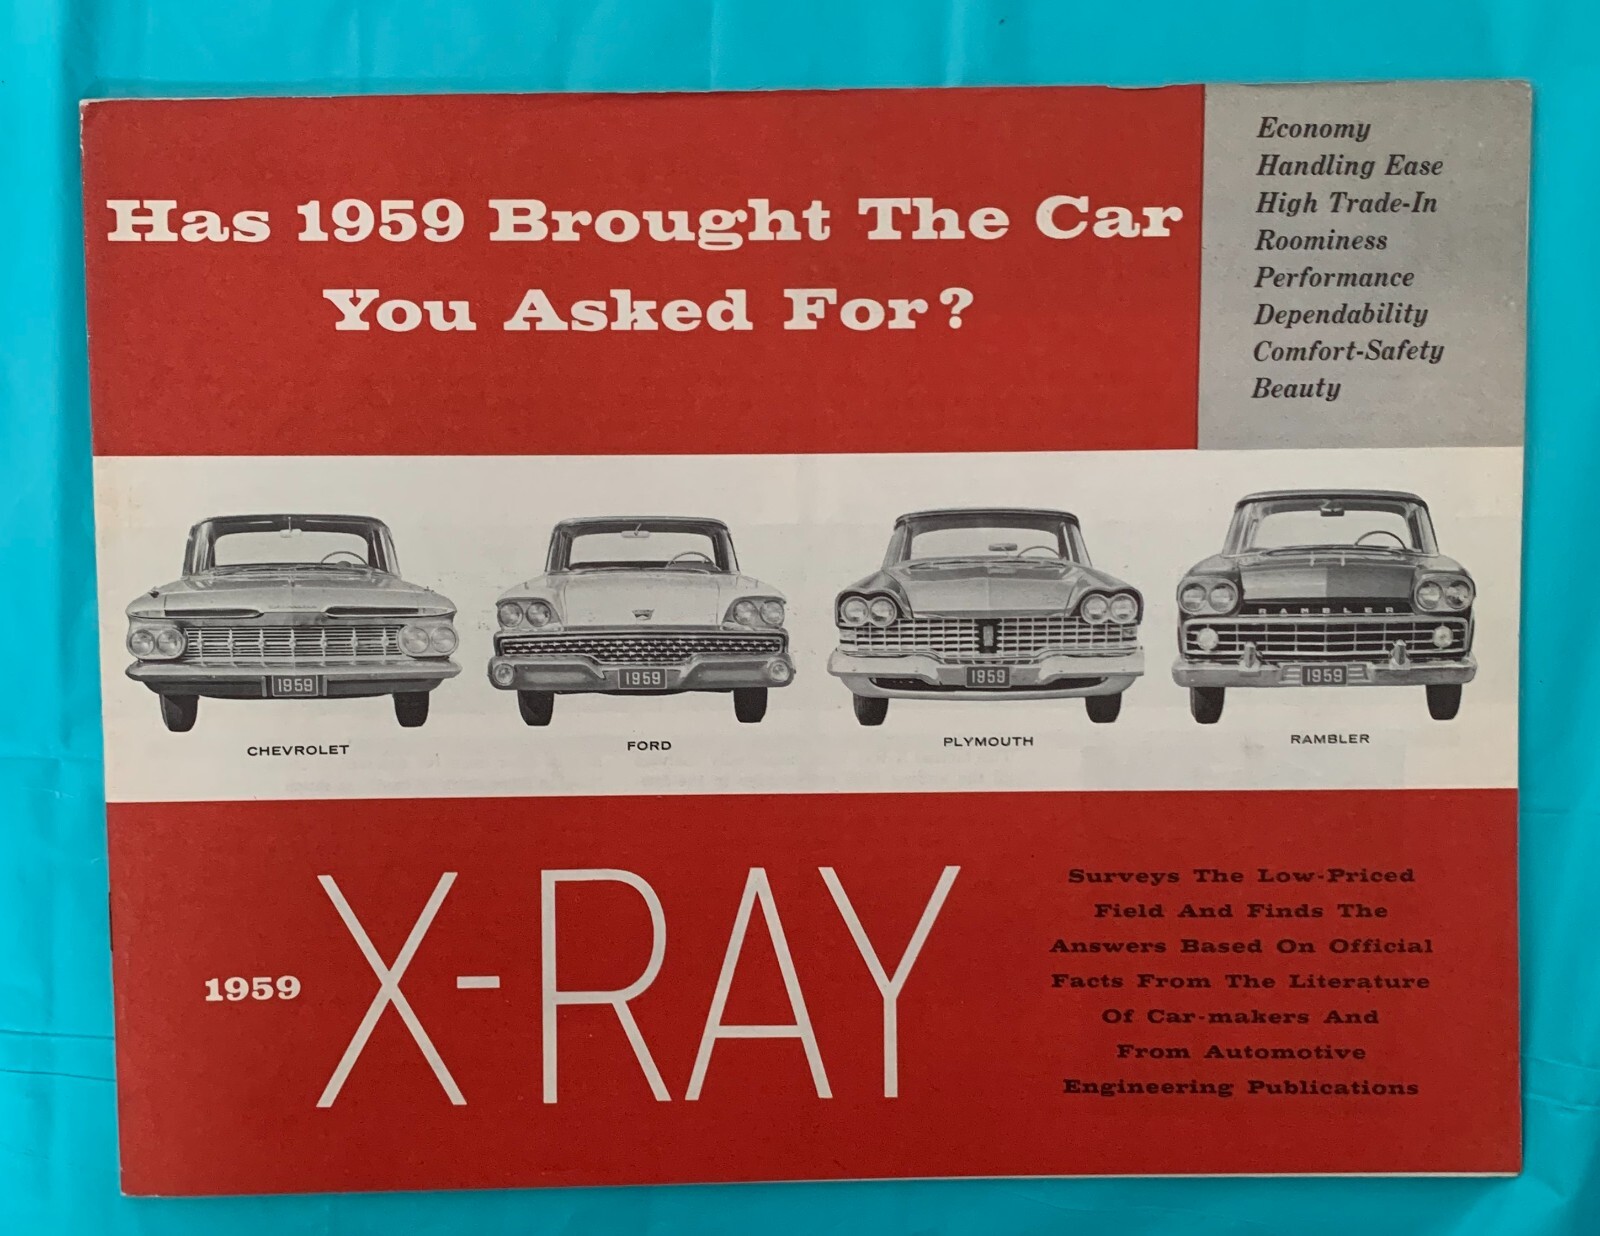 Has 1959 Brought The Car
You Asked For?
Economy
Handling Ease
High Trade-In
Roominess
Performance
Dependability
Comfort-Safety
Beauty
RAMBLER
1959
1959
1959
1959
CHEVROLET
FORD
PLYMOUTH
RAMBLER
1959
X-RAY
Surveys The Low-Priced
Field And Finds The
Answers Based On Official
Facts From The Literature
Of Car-makers And
From Automotive
Engineering Publications